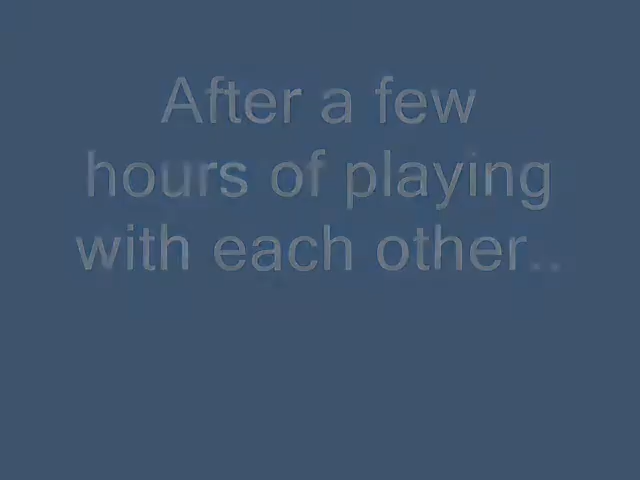 After a few
hours of playing
with each other..